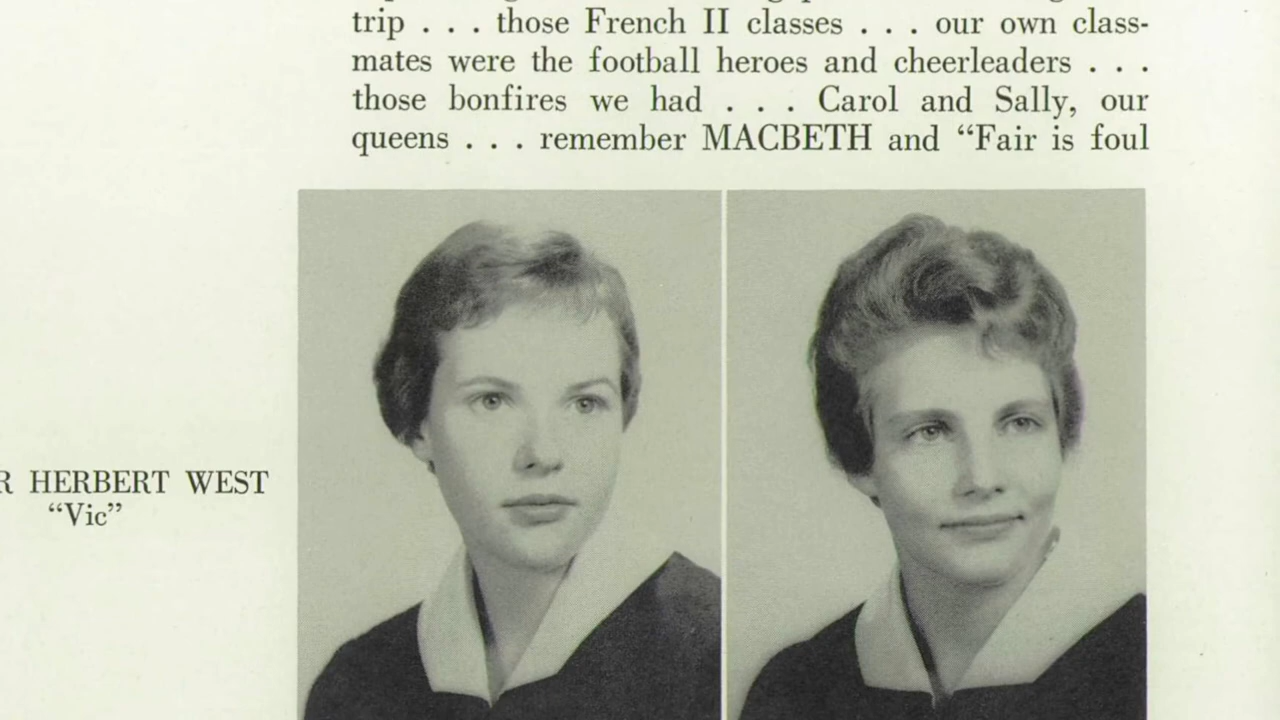 trip . . . those French II classes . . . our own class-
mates were the football heroes and cheerleaders . . .
those bonfires we had . . . Carol and Sally, our
queens . . . remember MACBETH and “Fair is foul
R HERBERT WEST
“Vic”